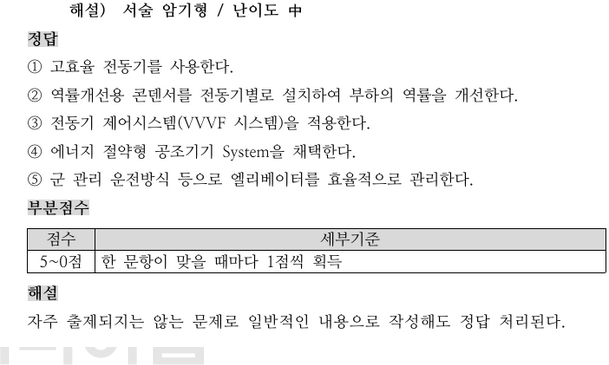 해설) 서술 암기형 / 난이도 中
정답
① 고효율 전동기를 사용한다.
② 역률개선용 콘덴서를 전동기별로 설치하여 부하의 역률을 개선한다.
③ 전동기 제어시스템(VVVF 시스템)을 적용한다.
④ 에너지 절약형 공조기기 System을 채택한다.
⑤ 군 관리 운전방식 등으로 엘리베이터를 효율적으로 관리한다.
부분점수
점수 세부기준
5~0점 한 문항이 맞을 때마다 1점씩 획득
해설
자주 출제되지는 않는 문제로 일반적인 내용으로 작성해도 정답 처리된다.